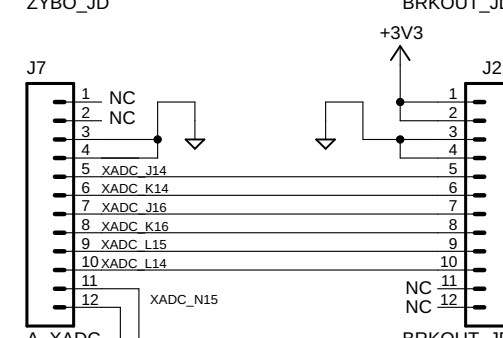 ZYBO_JD
BRKOUT_JD
+3V3
J7
J2
1 NC 1
2 NC 2
3 3
4 4
5 XADC_J14 5
6 XADC_K14 6
7 XADC_J16 7
8 XADC_K16 8
9 XADC_L15 9
10 XADC_L14 10
11 NC 11
12 XADC_N15 NC 12
A_XADC